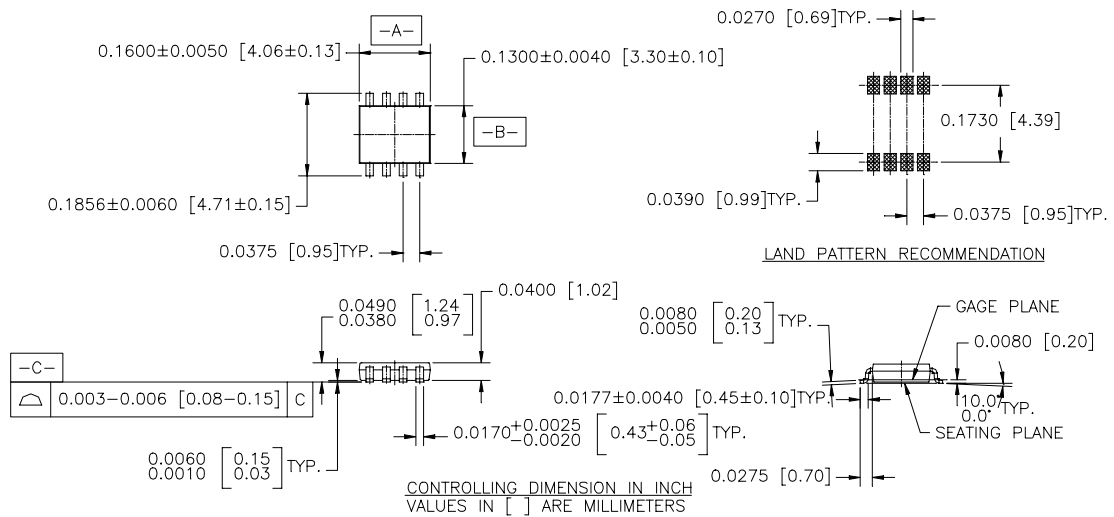 0.0270 [0.69]TYP.
-A-
0.1600±0.0050 [4.06±0.13]
0.1300±0.0040 [3.30±0.10]
-B-
0.1730 [4.39]
0.1856±0.0060 [4.71±0.15]
0.0390 [0.99]TYP.
0.0375 [0.95]TYP.
0.0375 [0.95]TYP.
LAND PATTERN RECOMMENDATION
0.0490 [1.24
0.0380 0.97]
0.0400 [1.02]
0.0080 [0.20
0.0050 0.13] TYP.
GAGE PLANE
0.0080 [0.20]
-C-
0.003-0.006 [0.08-0.15] C
0.0177±0.0040 [0.45±0.10]TYP.
10.0°
0.0° TYP.
0.0170 +0.0025 -0.0020 [0.43 +0.06 -0.05] TYP.
SEATING PLANE
0.0060 [0.15
0.0010 0.03] TYP.
0.0275 [0.70]
CONTROLLING DIMENSION IN INCH
VALUES IN [ ] ARE MILLIMETERS